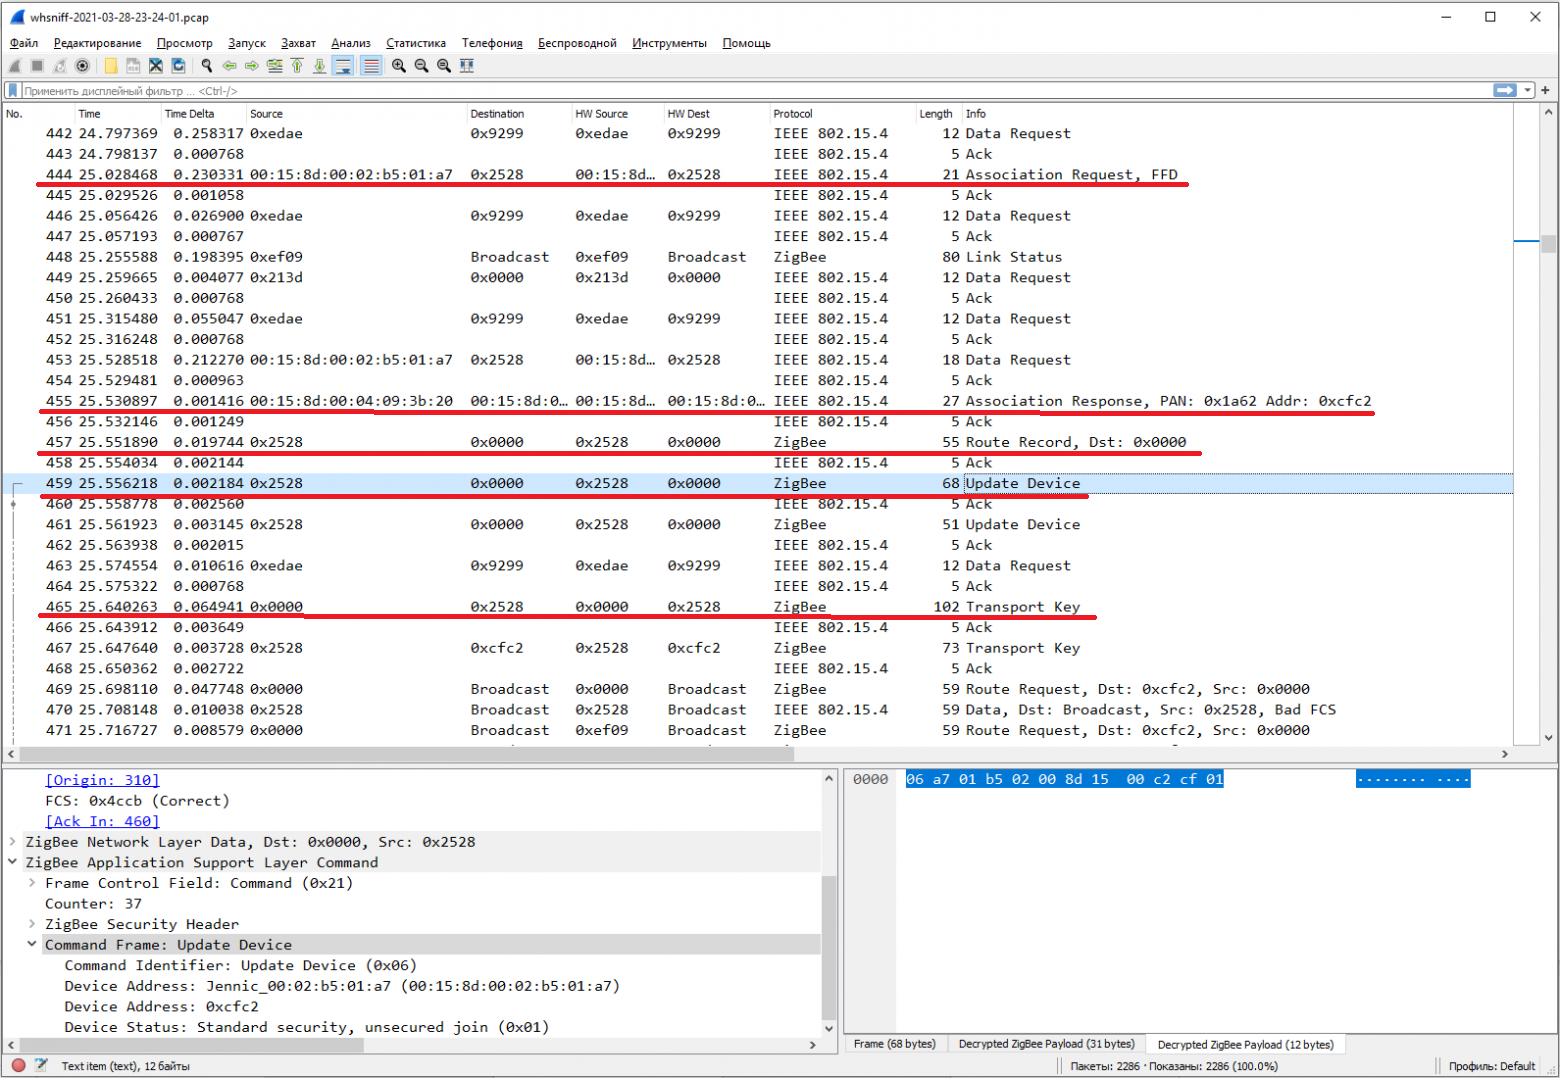 whsniff-2021-03-28-23-24-01.pcap
Файл Редактирование Просмотр Запуск Захват Анализ Статистика Телефония Беспроводной Инструменты Помощь
Применить дисплейный фильтр ... <Ctrl-/>
No. Time Time Delta Source Destination HW Source HW Dest Protocol Length Info
442 24.797369 0.258317 0xedae 0x9299 0xedae 0x9299 IEEE 802.15.4 12 Data Request
443 24.798137 0.000768 IEEE 802.15.4 5 Ack
444 25.028468 0.230331 00:15:8d:00:02:b5:01:a7 0x2528 00:15:8d… 0x2528 IEEE 802.15.4 21 Association Request, FFD
445 25.029526 0.001058 IEEE 802.15.4 5 Ack
446 25.056426 0.026900 0xedae 0x9299 0xedae 0x9299 IEEE 802.15.4 12 Data Request
447 25.057193 0.000767 IEEE 802.15.4 5 Ack
448 25.255588 0.198395 0xef09 Broadcast 0xef09 Broadcast ZigBee 80 Link Status
449 25.259665 0.004077 0x213d 0x0000 0x213d 0x0000 IEEE 802.15.4 12 Data Request
450 25.260433 0.000768 IEEE 802.15.4 5 Ack
451 25.315480 0.055047 0xedae 0x9299 0xedae 0x9299 IEEE 802.15.4 12 Data Request
452 25.316248 0.000768 IEEE 802.15.4 5 Ack
453 25.528518 0.212270 00:15:8d:00:02:b5:01:a7 0x2528 00:15:8d… 0x2528 IEEE 802.15.4 18 Data Request
454 25.529481 0.000963 IEEE 802.15.4 5 Ack
455 25.530897 0.001416 00:15:8d:00:04:09:3b:20 00:15:8d:0… 00:15:8d… 00:15:8d:0… IEEE 802.15.4 27 Association Response, PAN: 0x1a62 Addr: 0xcfc2
456 25.532146 0.001249 IEEE 802.15.4 5 Ack
457 25.551890 0.019744 0x2528 0x0000 0x2528 0x0000 ZigBee 55 Route Record, Dst: 0x0000
458 25.554034 0.002144 IEEE 802.15.4 5 Ack
459 25.556218 0.002184 0x2528 0x0000 0x2528 0x0000 ZigBee 68 Update Device
460 25.558778 0.002560 IEEE 802.15.4 5 Ack
461 25.561923 0.003145 0x2528 0x0000 0x2528 0x0000 ZigBee 51 Update Device
462 25.563938 0.002015 IEEE 802.15.4 5 Ack
463 25.574554 0.010616 0xedae 0x9299 0xedae 0x9299 IEEE 802.15.4 12 Data Request
464 25.575322 0.000768 IEEE 802.15.4 5 Ack
465 25.640263 0.064941 0x0000 0x2528 0x0000 0x2528 ZigBee 102 Transport Key
466 25.643912 0.003649 IEEE 802.15.4 5 Ack
467 25.647640 0.003728 0x2528 0xcfc2 0x2528 0xcfc2 ZigBee 73 Transport Key
468 25.650362 0.002722 IEEE 802.15.4 5 Ack
469 25.698110 0.047748 0x0000 Broadcast 0x0000 Broadcast ZigBee 59 Route Request, Dst: 0xcfc2, Src: 0x0000
470 25.708148 0.010038 0x2528 Broadcast 0x2528 Broadcast IEEE 802.15.4 59 Data, Dst: Broadcast, Src: 0x2528, Bad FCS
471 25.716727 0.008579 0x0000 Broadcast 0xef09 Broadcast ZigBee 59 Route Request, Dst: 0xcfc2, Src: 0x0000
[Origin: 310]
FCS: 0x4ccb (Correct)
[Ack In: 460]
ZigBee Network Layer Data, Dst: 0x0000, Src: 0x2528
ZigBee Application Support Layer Command
Frame Control Field: Command (0x21)
Counter: 37
ZigBee Security Header
Command Frame: Update Device
Command Identifier: Update Device (0x06)
Device Address: Jennic_00:02:b5:01:a7 (00:15:8d:00:02:b5:01:a7)
Device Address: 0xcfc2
Device Status: Standard security, unsecured join (0x01)
0000 06 a7 01 b5 02 00 8d 15 00 c2 cf 01 ········ ····
Frame (68 bytes) Decrypted ZigBee Payload (31 bytes) Decrypted ZigBee Payload (12 bytes)
Text item (text), 12 байты Пакеты: 2286 · Показаны: 2286 (100.0%) Профиль: Default